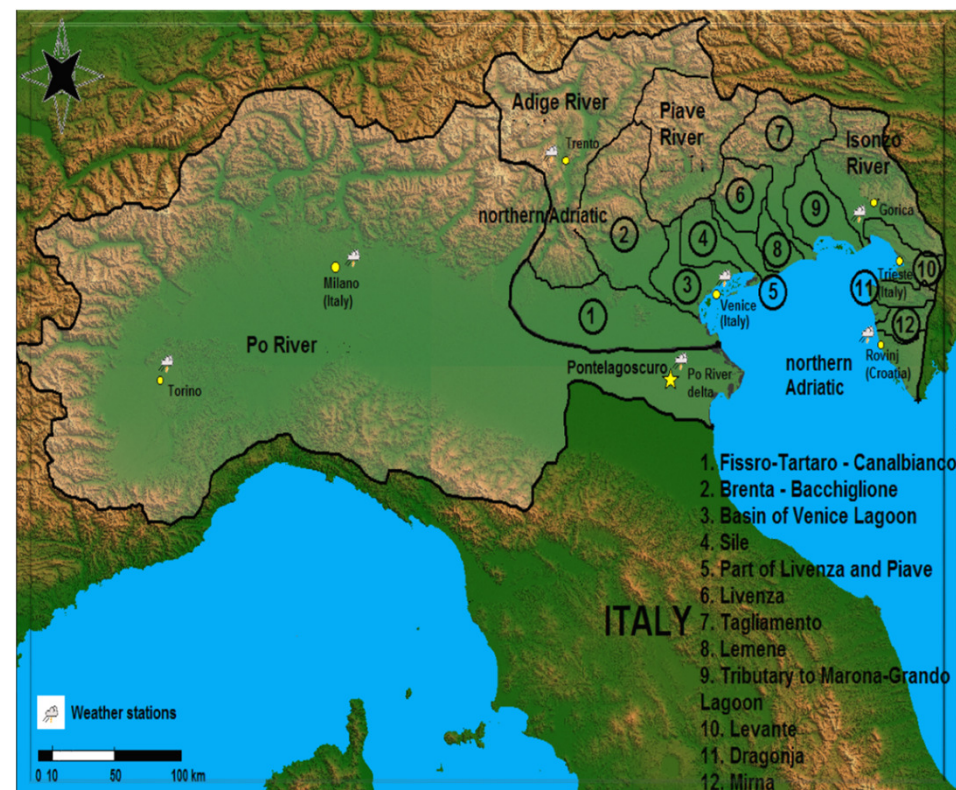 Adige River
Piave
River
7
Isonzo
River
Trento
6
9
Gorica
northern Adriatic
2
4
8
Milano
(Italy)
Trieste
(Italy)
10
3
Venice
(Italy)
5
11
1
12
Po River
Rovinj
(Croatia)
Pontelagoscuro
Po River
delta
northern
Adriatic
Torino
1. Fissro-Tartaro - Canalbianco
2. Brenta - Bacchiglione
3. Basin of Venice Lagoon
4. Sile
5. Part of Livenza and Piave
6. Livenza
ITALY
7. Tagliamento
8. Lemene
9. Tributary to Marona-Grando
Lagoon
10. Levante
11. Dragonja
12. Mirna
Weather stations
0 10 50 100 km